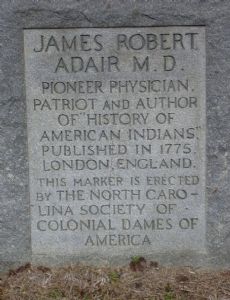 JAMES ROBERT
ADAIR M.D.
PIONEER PHYSICIAN,
PATRIOT AND AUTHOR
OF "HISTORY OF
AMERICAN INDIANS"
PUBLISHED IN 1775
LONDON, ENGLAND.
THIS MARKER IS ERECTED
BY THE NORTH CARO-
LINA SOCIETY OF
COLONIAL DAMES OF
AMERICA